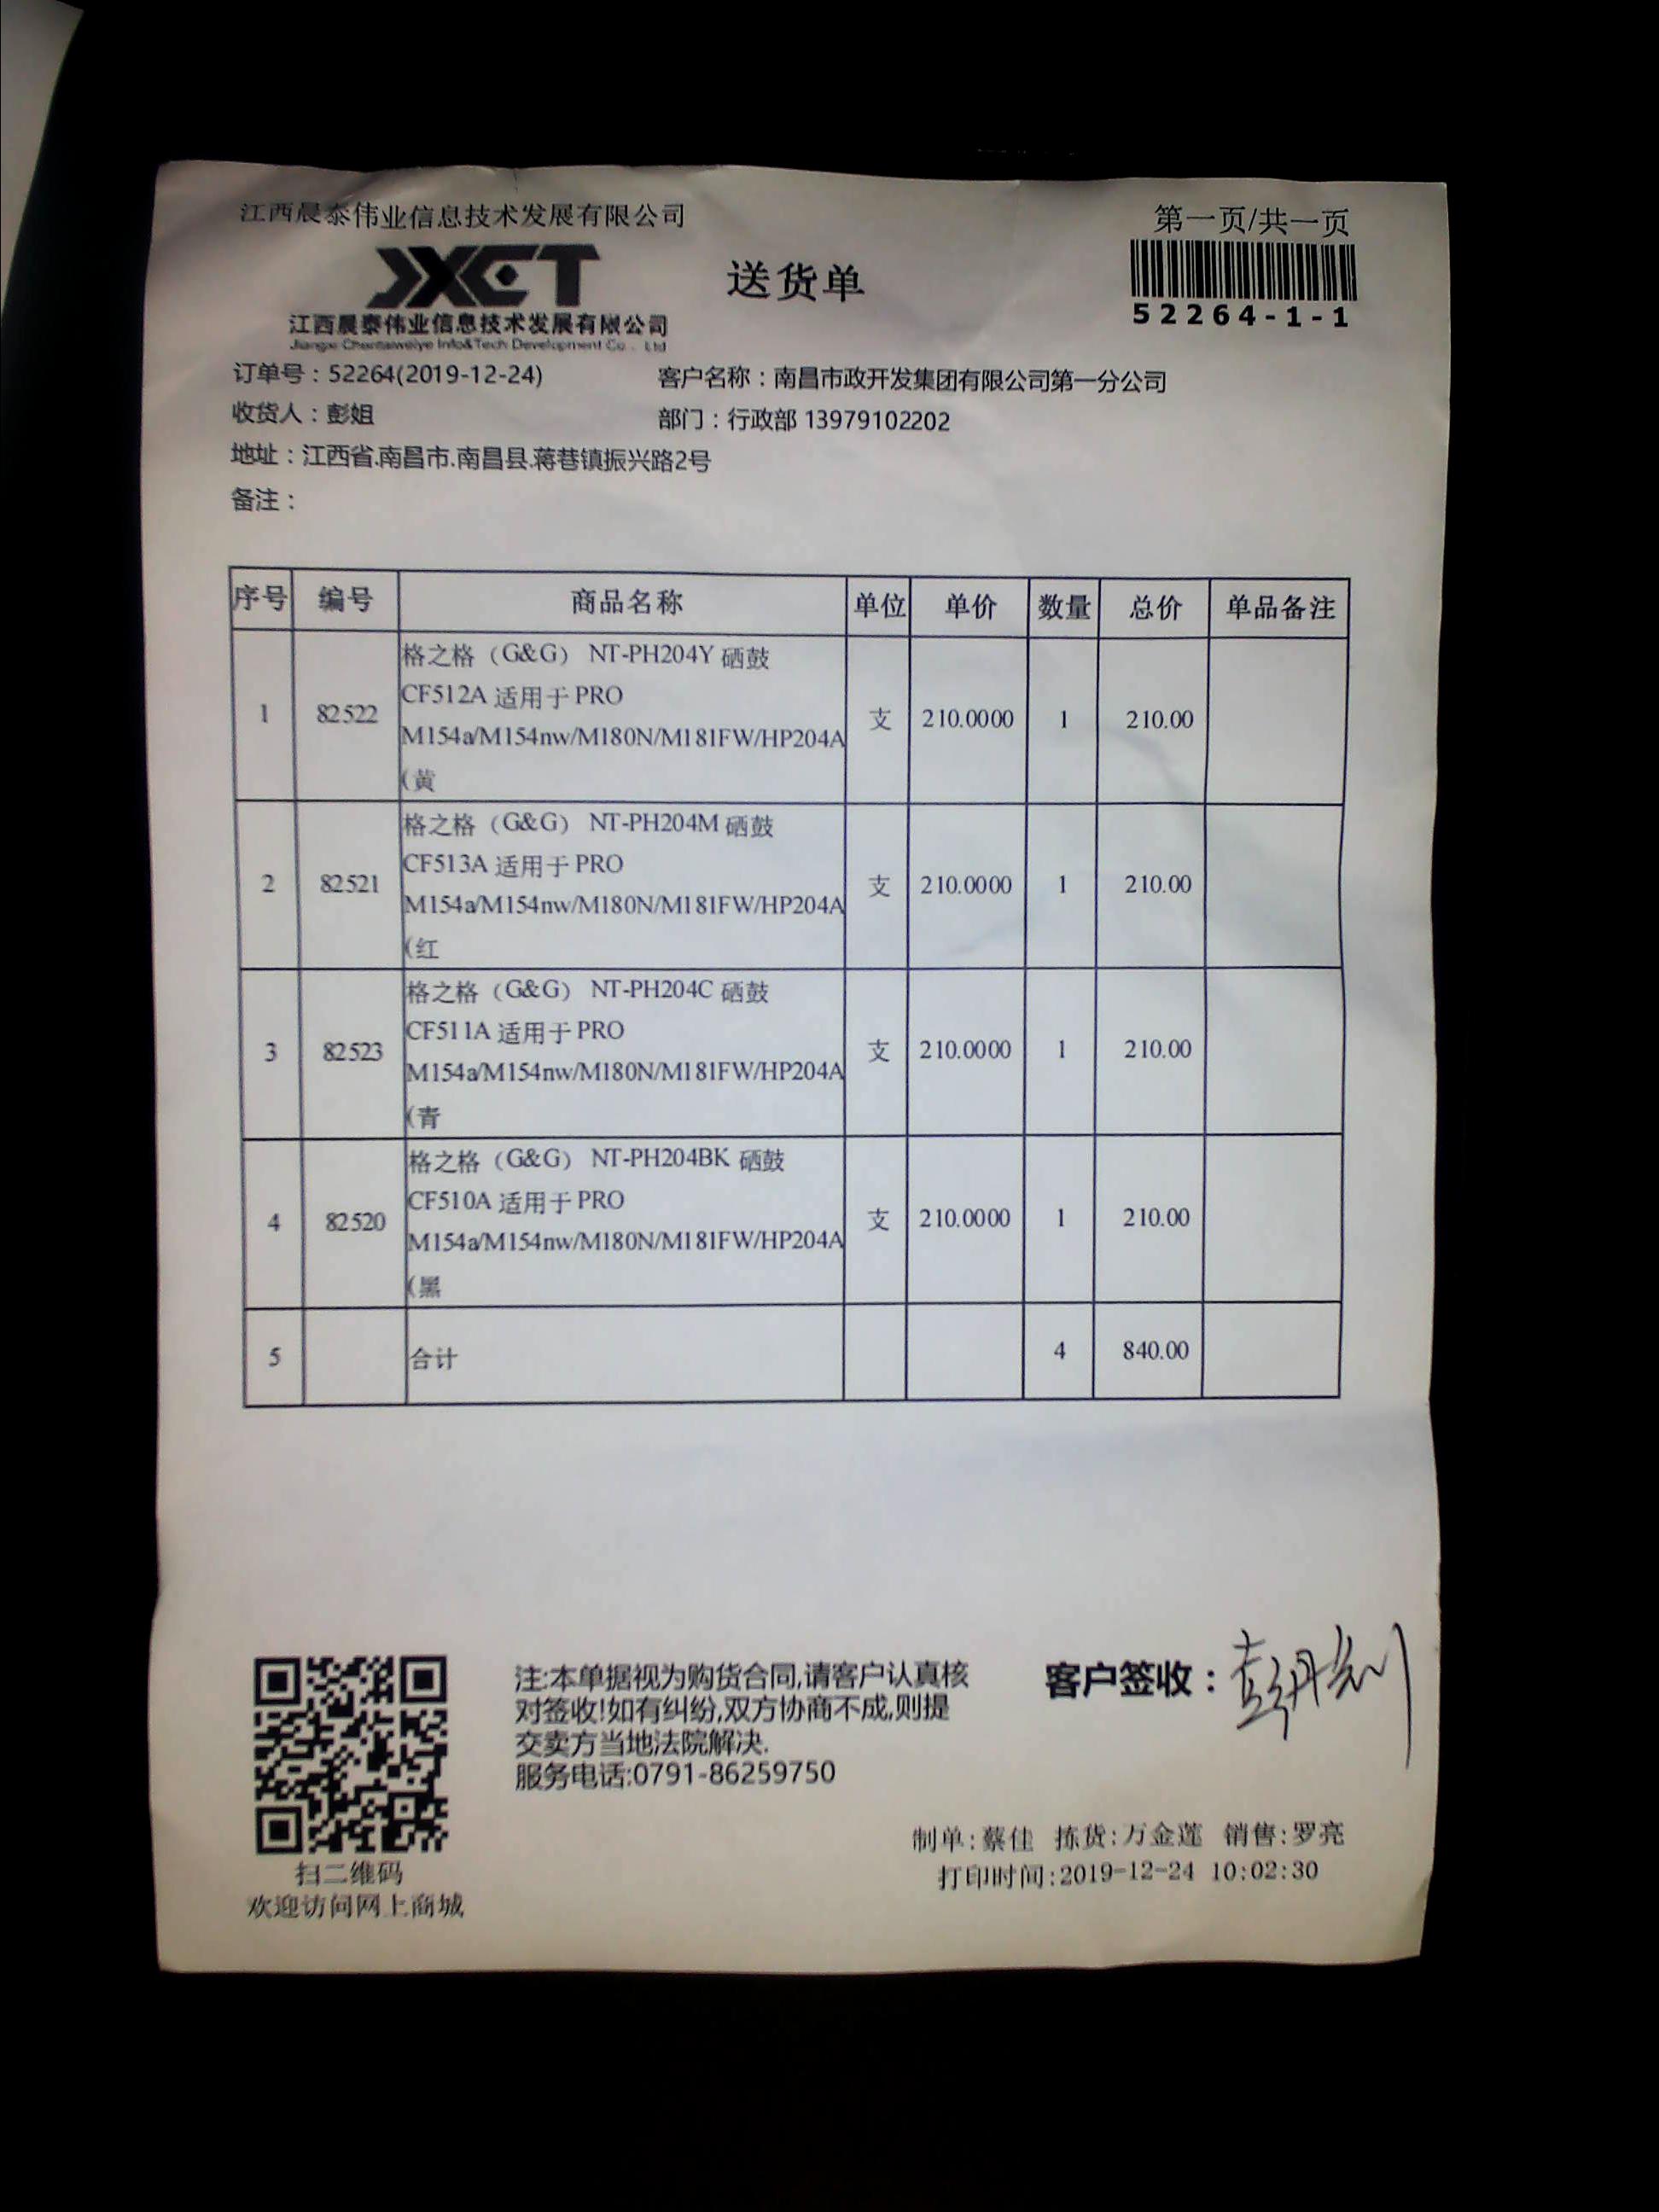 江西晨泰伟业信息技术发展有限公司
第一页/共一页
JXCT
送货单
52264-1-1
江西晨泰伟业信息技术发展有限公司
Jiangxi Chentaiweiye Info&Tech Development Co., Ltd
订单号：52264(2019-12-24) 客户名称：南昌市政开发集团有限公司第一分公司
收货人：彭姐 部门：行政部 13979102202
地址：江西省.南昌市.南昌县.蒋巷镇振兴路2号
备注：
序号 编号 商品名称 单位 单价 数量 总价 单品备注
格之格（G&G） NT-PH204Y 硒鼓
CF512A 适用于 PRO
1 82522 M154a/M154nw/M180N/M181FW/HP204A 支 210.0000 1 210.00
(黄
格之格（G&G） NT-PH204M 硒鼓
CF513A 适用于 PRO
2 82521 M154a/M154nw/M180N/M181FW/HP204A 支 210.0000 1 210.00
(红
格之格（G&G） NT-PH204C 硒鼓
CF511A 适用于 PRO
3 82523 M154a/M154nw/M180N/M181FW/HP204A 支 210.0000 1 210.00
(青
格之格（G&G） NT-PH204BK 硒鼓
CF510A 适用于 PRO
4 82520 M154a/M154nw/M180N/M181FW/HP204A 支 210.0000 1 210.00
(黑
5 合计 4 840.00
注:本单据视为购货合同,请客户认真核
对签收!如有纠纷,双方协商不成,则提
交卖方当地法院解决.
服务电话:0791-86259750
客户签收：
制单:蔡佳 拣货:万金莲 销售:罗亮
打印时间:2019-12-24 10:02:30
扫二维码
欢迎访问网上商城